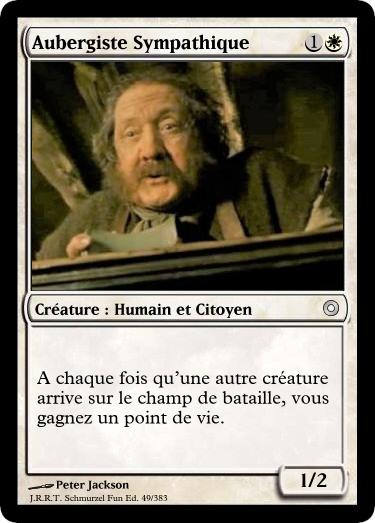 Aubergiste Sympathique 1
Créature : Humain et Citoyen
A chaque fois qu'une autre créature
arrive sur le champ de bataille, vous
gagnez un point de vie.
Peter Jackson
1/2
J.R.R.T. Schmurzel Fun Ed. 49/383